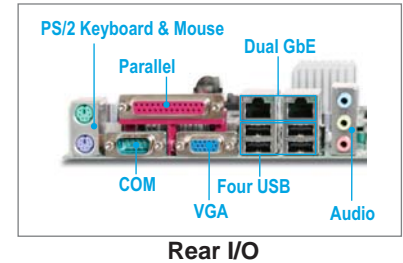 PS/2 Keyboard & Mouse
Dual GbE
Parallel
COM
Four USB
VGA
Audio
Rear I/O